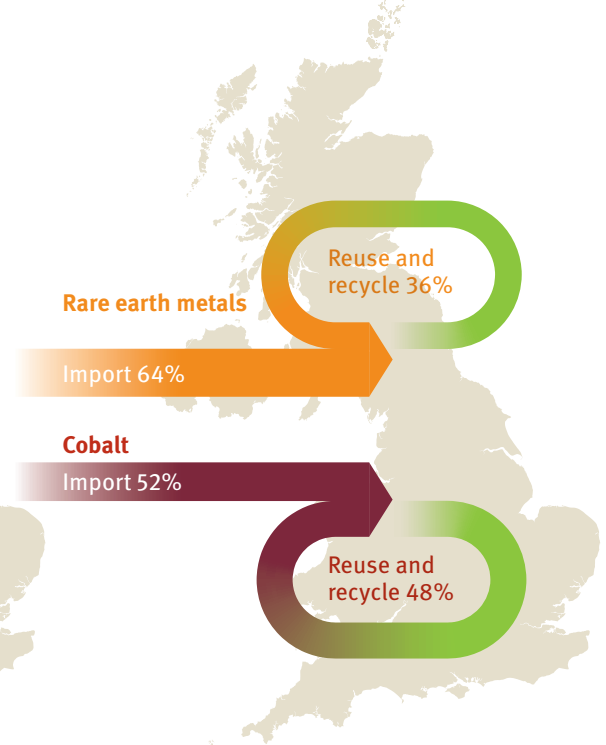 Reuse and
recycle 36%
Rare earth metals
Import 64%
Cobalt
Import 52%
Reuse and
recycle 48%